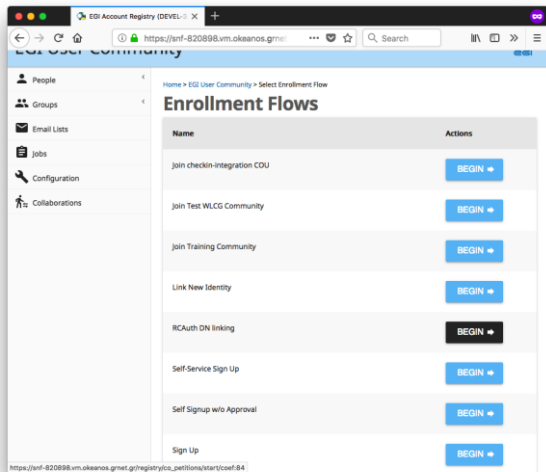 EGI Account Registry (DEVEL-3
https://snf-820898.vm.okeanos.grnet
Search
EGI User Community
People
Groups
Email Lists
Jobs
Configuration
Collaborations
Home > EGI User Community > Select Enrollment Flow
Enrollment Flows
Name Actions
Join checkin-integration COU BEGIN
Join Test WLCG Community BEGIN
Join Training Community BEGIN
Link New Identity BEGIN
RCAuth DN linking BEGIN
Self-Service Sign Up BEGIN
Self Signup w/o Approval BEGIN
Sign Up BEGIN
https://snf-820898.vm.okeanos.grnet.gr/registry/co_petitions/start/coef:84